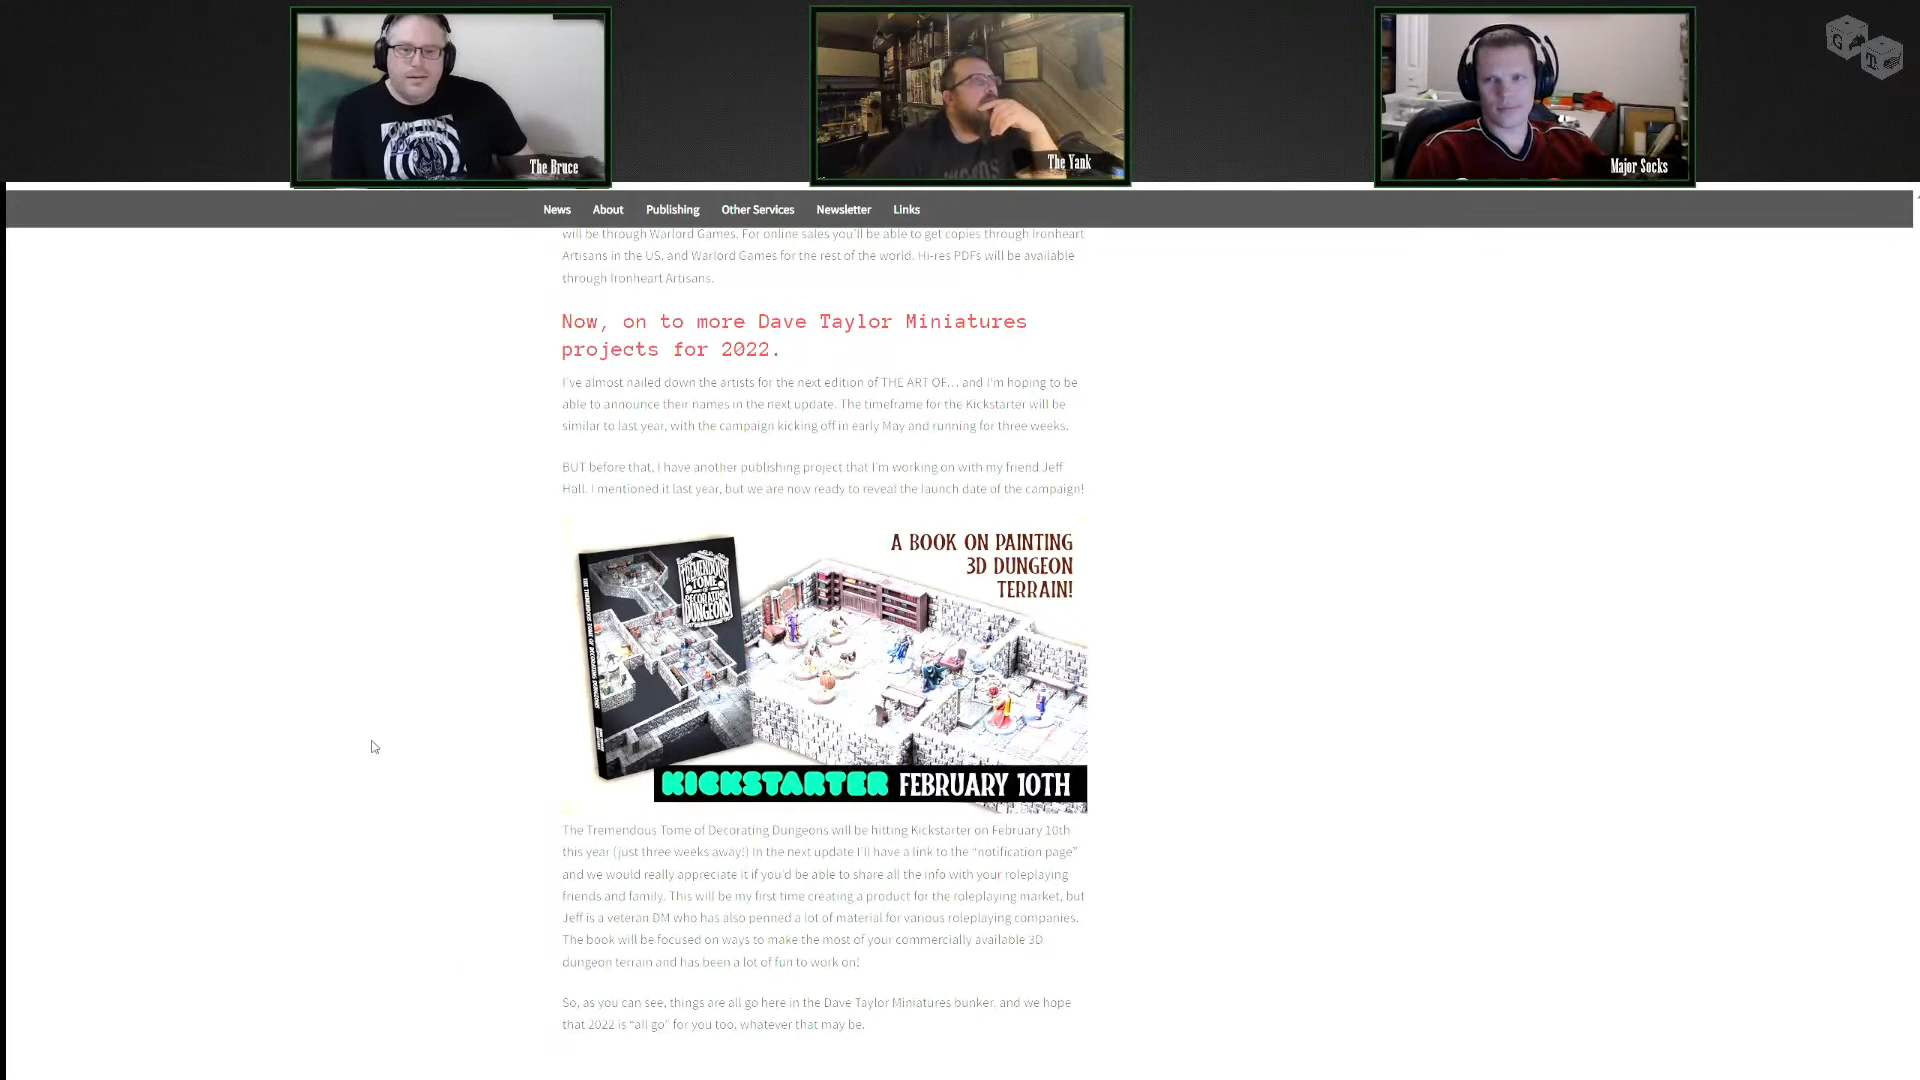 The Bruce
The Yank
Major Socks
News About Publishing Other Services Newsletter Links
will be through Warlord Games. For online sales you'll be able to get copies through Ironheart
Artisans in the US, and Warlord Games for the rest of the world. Hi-res PDFs will be available
through Ironheart Artisans.
Now, on to more Dave Taylor Miniatures
projects for 2022.
I've almost nailed down the artists for the next edition of THE ART OF… and I'm hoping to be
able to announce their names in the next update. The timeframe for the Kickstarter will be
similar to last year, with the campaign kicking off in early May and running for three weeks.
BUT before that, I have another publishing project that I'm working on with my friend Jeff
Hall. I mentioned it last year, but we are now ready to reveal the launch date of the campaign!
A BOOK ON PAINTING
3D DUNGEON
TERRAIN!
TREMENDOUS
TOME
OF
DECORATING
DUNGEONS
THE TREMENDOUS TOME OF DECORATING DUNGEONS
KICKSTARTER FEBRUARY 10TH
The Tremendous Tome of Decorating Dungeons will be hitting Kickstarter on February 10th
this year (just three weeks away!) In the next update I'll have a link to the “notification page”
and we would really appreciate it if you'd be able to share all the info with your roleplaying
friends and family. This will be my first time creating a product for the roleplaying market, but
Jeff is a veteran DM who has also penned a lot of material for various roleplaying companies.
The book will be focused on ways to make the most of your commercially available 3D
dungeon terrain and has been a lot of fun to work on!
So, as you can see, things are all go here in the Dave Taylor Miniatures bunker, and we hope
that 2022 is “all go” for you too, whatever that may be.